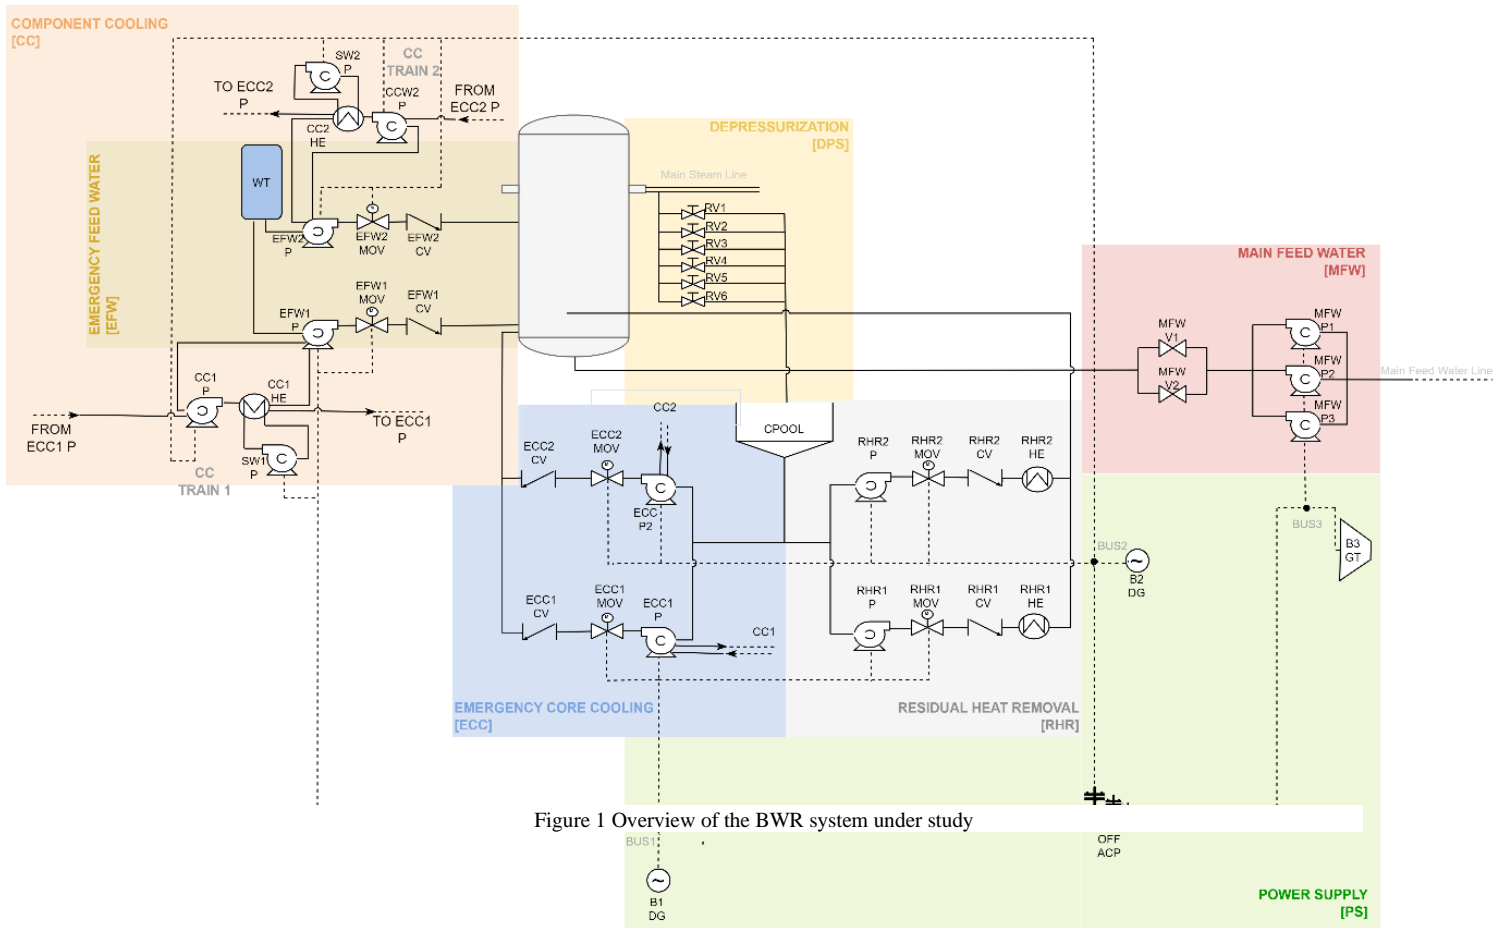 COMPONENT COOLING
[CC]
SW2
P
CC
TRAIN 2
TO ECC2
P
CCW2
P
FROM
ECC2 P
CC2
HE
EMERGENCY FEED WATER
[EFW]
WT
EFW2
P
EFW2
MOV
EFW2
CV
EFW1
P
EFW1
MOV
EFW1
CV
CC1
P
CC1
HE
FROM
ECC1 P
TO ECC1
P
SW1
P
CC
TRAIN 1
DEPRESSURIZATION
[DPS]
Main Steam Line
RV1
RV2
RV3
RV4
RV5
RV6
MAIN FEED WATER
[MFW]
MFW
V1
MFW
V2
MFW
P1
MFW
P2
MFW
P3
Main Feed Water Line
CC2
CPOOL
ECC2
CV
ECC2
MOV
ECC
P2
RHR2
P
RHR2
MOV
RHR2
CV
RHR2
HE
ECC1
CV
ECC1
MOV
ECC1
P
CC1
RHR1
P
RHR1
MOV
RHR1
CV
RHR1
HE
EMERGENCY CORE COOLING
[ECC]
RESIDUAL HEAT REMOVAL
[RHR]
BUS2
B2
DG
BUS3
B3
GT
Figure 1 Overview of the BWR system under study
BUS1
B1
DG
OFF
ACP
POWER SUPPLY
[PS]
C
C
C
C
C
C
C
C
C
C
C
C
C